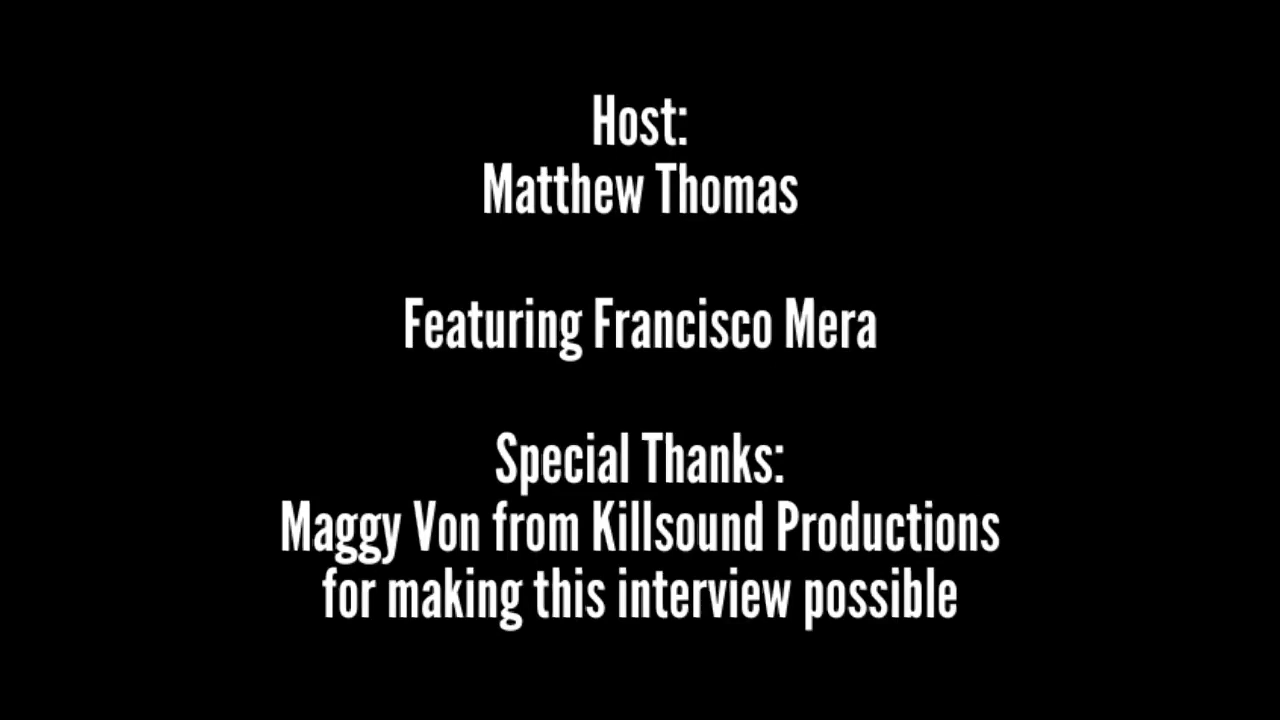 Host:
Matthew Thomas
Featuring Francisco Mera
Special Thanks:
Maggy Von from Killsound Productions
for making this interview possible